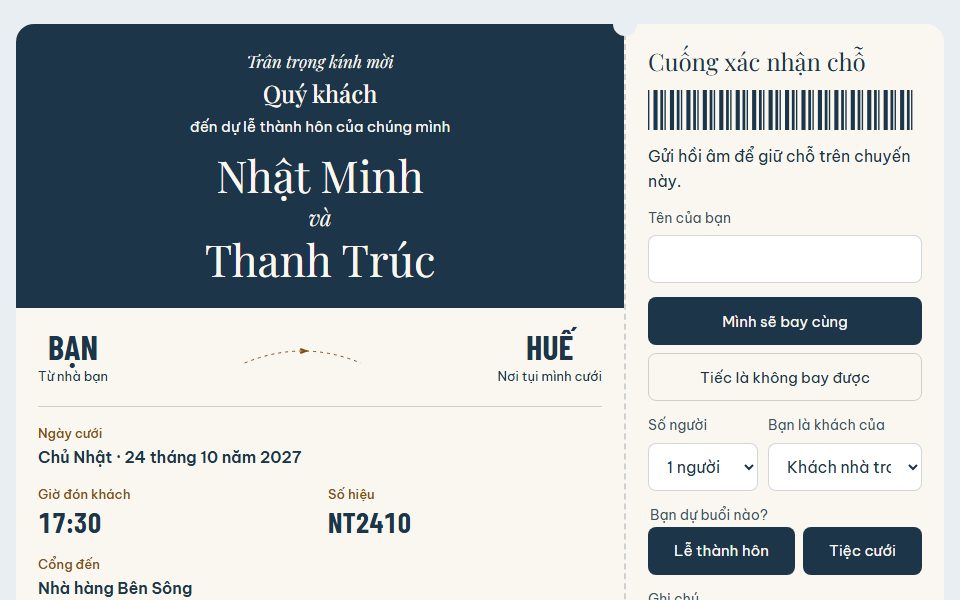 Trân trọng kính mời
Quý khách
đến dự lễ thành hôn của chúng mình
Nhật Minh
và
Thanh Trúc
BẠN
Từ nhà bạn
HUẾ
Nơi tụi mình cưới
Ngày cưới
Chủ Nhật · 24 tháng 10 năm 2027
Giờ đón khách
Số hiệu
17:30
NT2410
Cổng đến
Nhà hàng Bên Sông
Cuống xác nhận chỗ
Gửi hồi âm để giữ chỗ trên chuyến
này.
Tên của bạn
Mình sẽ bay cùng
Tiếc là không bay được
Số người
Bạn là khách của
1 người
Khách nhà
Bạn dự buổi nào?
Lễ thành hôn
Tiệc cưới
Ghi chú